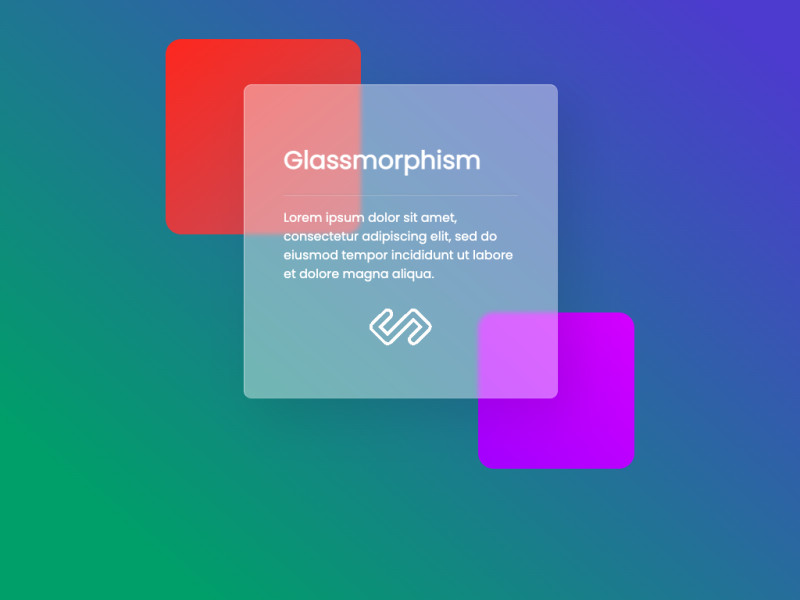 Glassmorphism
Lorem ipsum dolor sit amet,
consectetur adipiscing elit, sed do
eiusmod tempor incididunt ut labore
et dolore magna aliqua.